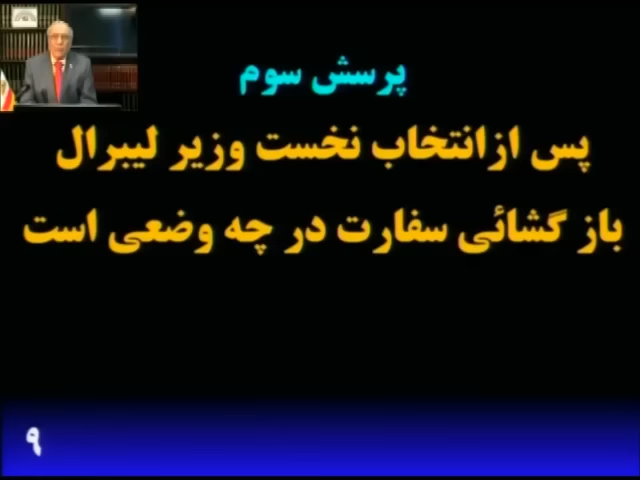 پرسش سوم
پس ازانتخاب نخست وزیر لیبرال
باز گشائی سفارت در چه وضعی است
۹